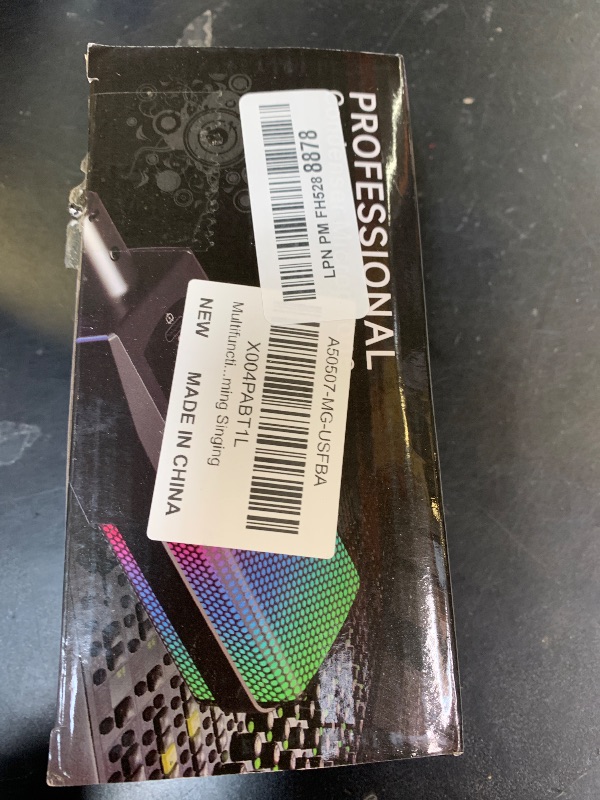 PROFESSIONAL
LPN PM FH528 8878
A50507-MG-USFBA
X004PABT1L
Multifuncti...ming Singing
NEW MADE IN CHINA